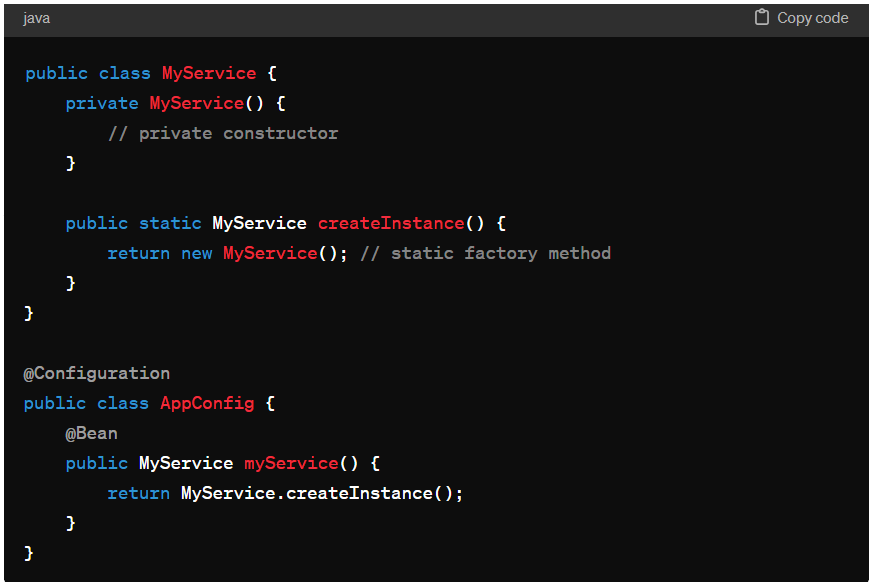 java Copy code
public class MyService {
    private MyService() {
        // private constructor
    }

    public static MyService createInstance() {
        return new MyService(); // static factory method
    }
}

@Configuration
public class AppConfig {
    @Bean
    public MyService myService() {
        return MyService.createInstance();
    }
}